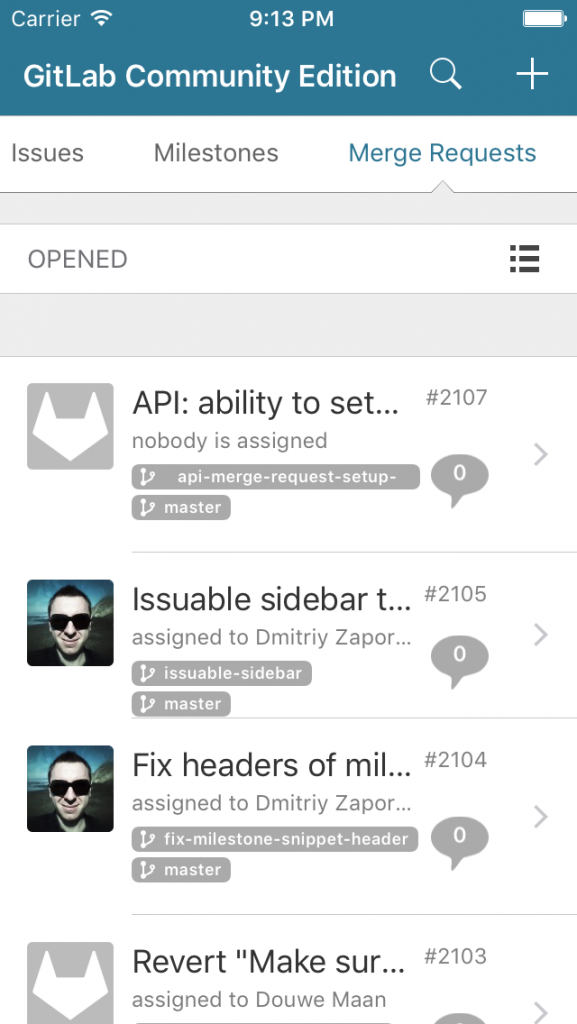 Carrier 9:13 PM
GitLab Community Edition
Issues Milestones Merge Requests
OPENED
API: ability to set... #2107
nobody is assigned
api-merge-request-setup-
0
master
Issuable sidebar t... #2105
assigned to Dmitriy Zapor...
0
issuable-sidebar
master
Fix headers of mil... #2104
assigned to Dmitriy Zapor...
fix-milestone-snippet-header
0
master
Revert "Make sur... #2103
assigned to Douwe Maan